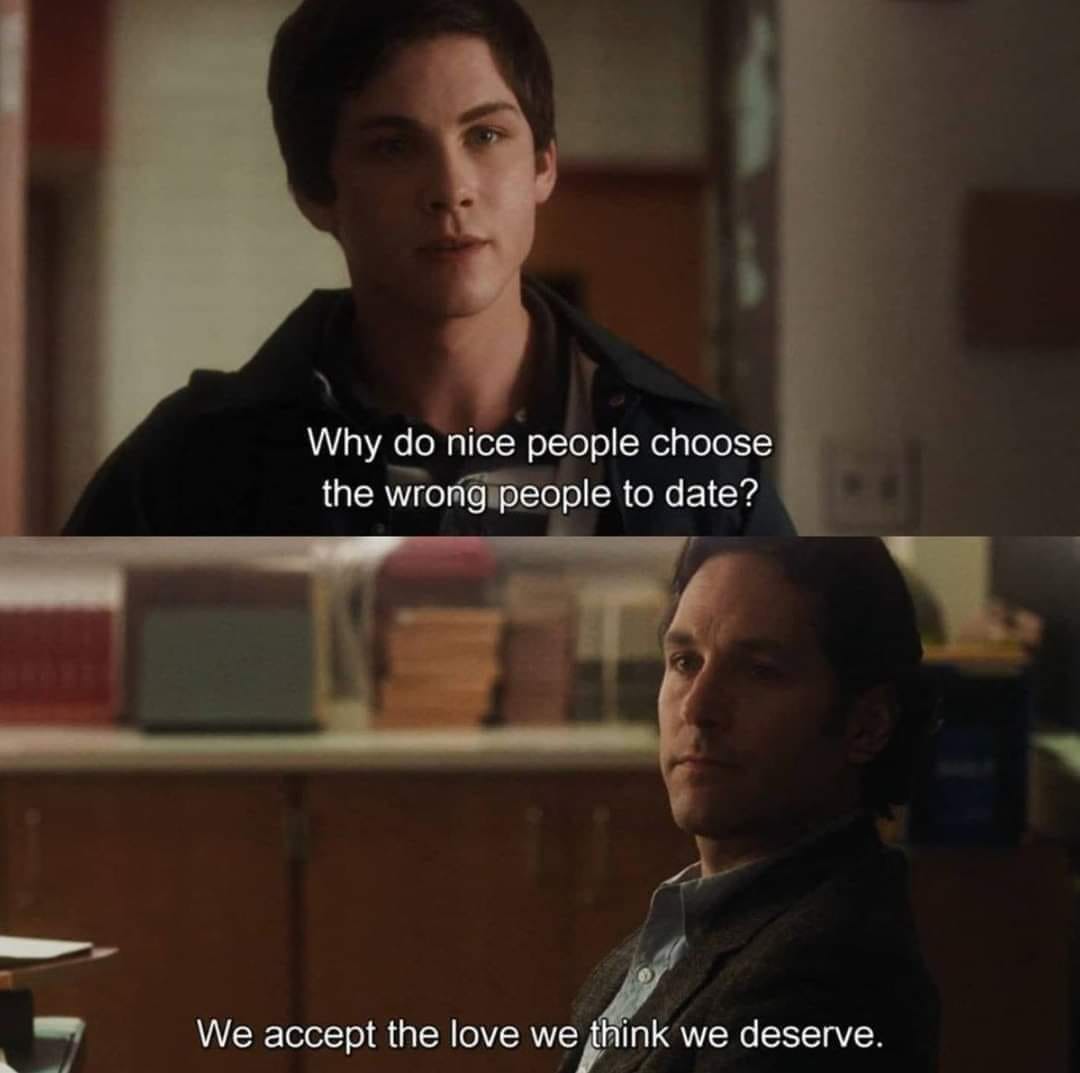 Why do nice people choose
the wrong people to date?
We accept the love we think we deserve.